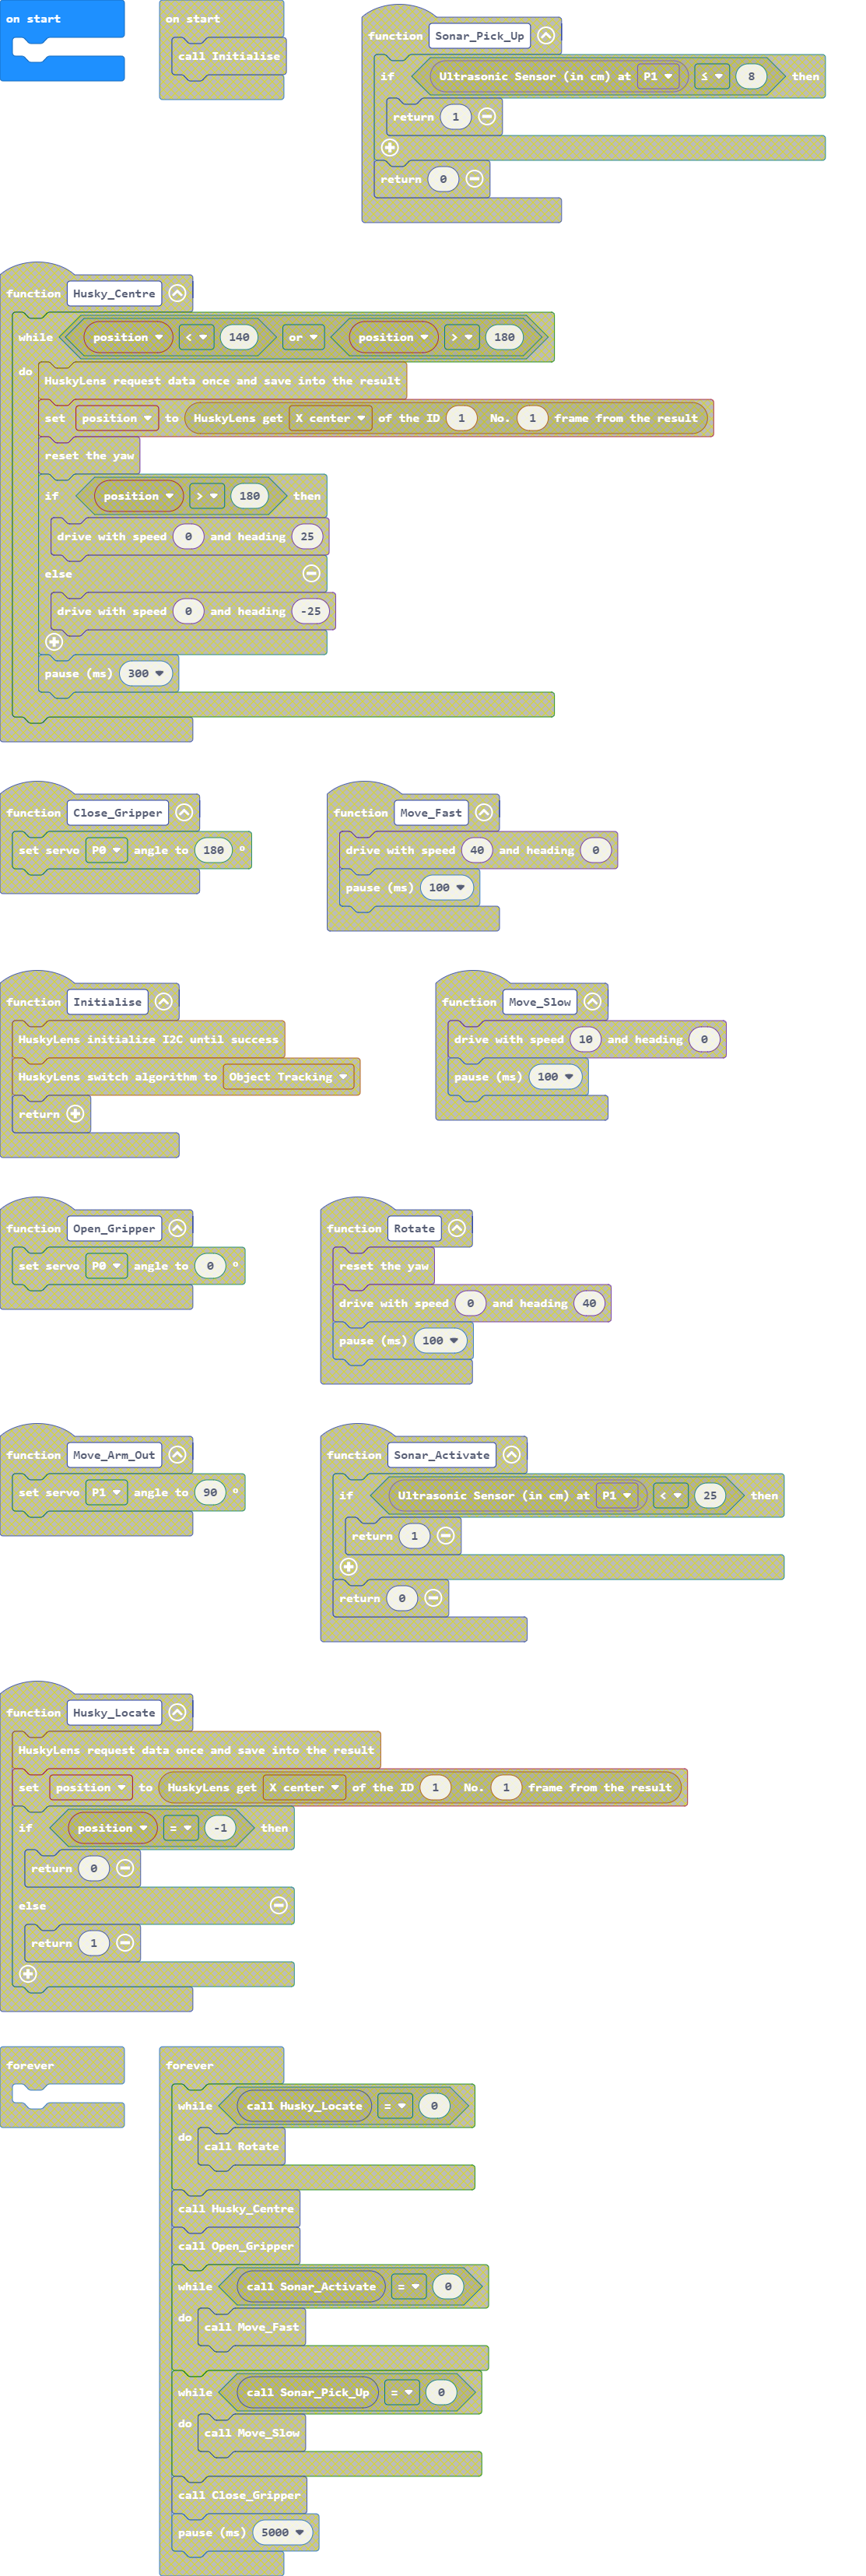 on start
on start
call Initialise
function Sonar_Pick_Up
if Ultrasonic Sensor (in cm) at P1 ≤ 8 then
return 1
return 0
function Husky_Centre
while position < 140 or position > 180
do
HuskyLens request data once and save into the result
set position to HuskyLens get X center of the ID 1 No. 1 frame from the result
reset the yaw
if position > 180 then
drive with speed 0 and heading 25
else
drive with speed 0 and heading -25
pause (ms) 300
function Close_Gripper
set servo P0 angle to 180 °
function Move_Fast
drive with speed 40 and heading 0
pause (ms) 100
function Initialise
HuskyLens initialize I2C until success
HuskyLens switch algorithm to Object Tracking
return
function Move_Slow
drive with speed 10 and heading 0
pause (ms) 100
function Open_Gripper
set servo P0 angle to 0 °
function Rotate
reset the yaw
drive with speed 0 and heading 40
pause (ms) 100
function Move_Arm_Out
set servo P1 angle to 90 °
function Sonar_Activate
if Ultrasonic Sensor (in cm) at P1 < 25 then
return 1
return 0
function Husky_Locate
HuskyLens request data once and save into the result
set position to HuskyLens get X center of the ID 1 No. 1 frame from the result
if position = -1 then
return 0
else
return 1
forever
forever
while call Husky_Locate = 0
do
call Rotate
call Husky_Centre
call Open_Gripper
while call Sonar_Activate = 0
do
call Move_Fast
while call Sonar_Pick_Up = 0
do
call Move_Slow
call Close_Gripper
pause (ms) 5000